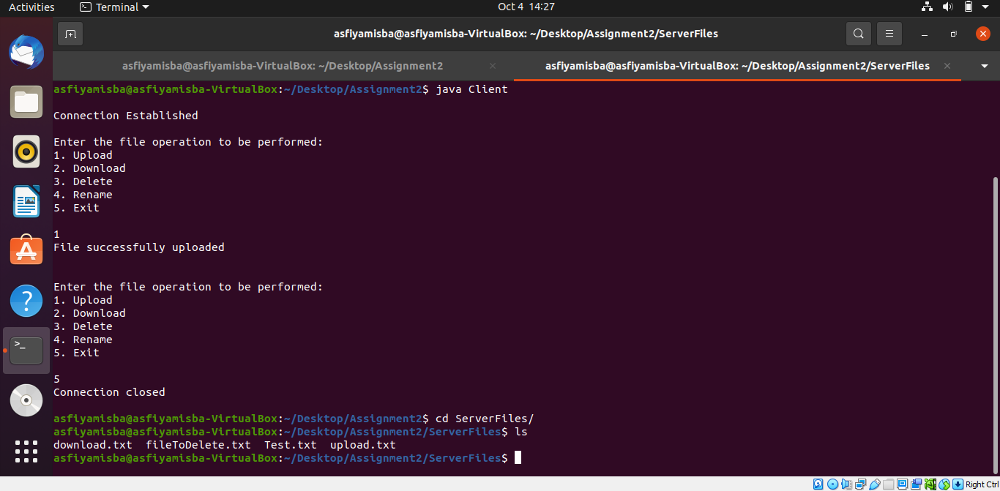 Activities Terminal Oct 4 14:27
asfiyamisba@asfiyamisba-VirtualBox: ~/Desktop/Assignment2/ServerFiles
asfiyamisba@asfiyamisba-VirtualBox: ~/Desktop/Assignment2 asfiyamisba@asfiyamisba-VirtualBox: ~/Desktop/Assignment2/ServerFiles
asfiyamisba@asfiyamisba-VirtualBox:~/Desktop/Assignment2$ java Client
Connection Established
Enter the file operation to be performed:
1. Upload
2. Download
3. Delete
4. Rename
5. Exit
1
File successfully uploaded
Enter the file operation to be performed:
1. Upload
2. Download
3. Delete
4. Rename
5. Exit
5
Connection closed
asfiyamisba@asfiyamisba-VirtualBox:~/Desktop/Assignment2$ cd ServerFiles/
asfiyamisba@asfiyamisba-VirtualBox:~/Desktop/Assignment2/ServerFiles$ ls
download.txt fileToDelete.txt Test.txt upload.txt
asfiyamisba@asfiyamisba-VirtualBox:~/Desktop/Assignment2/ServerFiles$
Right Ctrl